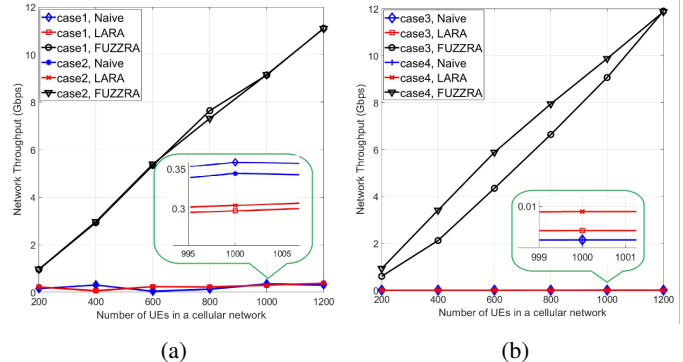 12
10
8
6
4
2
0
Network Throughput (Gbps)
case1, Naive
case1, LARA
case1, FUZZRA
case2, Naive
case2, LARA
case2, FUZZRA
0.35
0.3
995 1000 1005
200 400 600 800 1000 1200
Number of UEs in a cellular network
(a)
12
10
8
6
4
2
0
Network Throughput (Gbps)
case3, Naive
case3, LARA
case3, FUZZRA
case4, Naive
case4, LARA
case4, FUZZRA
0.01
999 1000 1001
200 400 600 800 1000 1200
Number of UEs in a cellular network
(b)